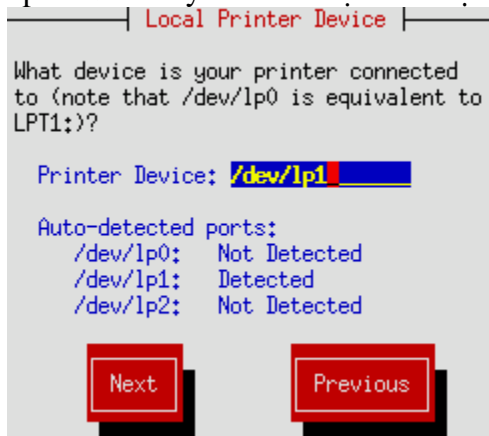 Local Printer Device
What device is your printer connected
to (note that /dev/lp0 is equivalent to
LPT1:)?
Printer Device: /dev/lp1
Auto-detected ports:
/dev/lp0: Not Detected
/dev/lp1: Detected
/dev/lp2: Not Detected
Next Previous